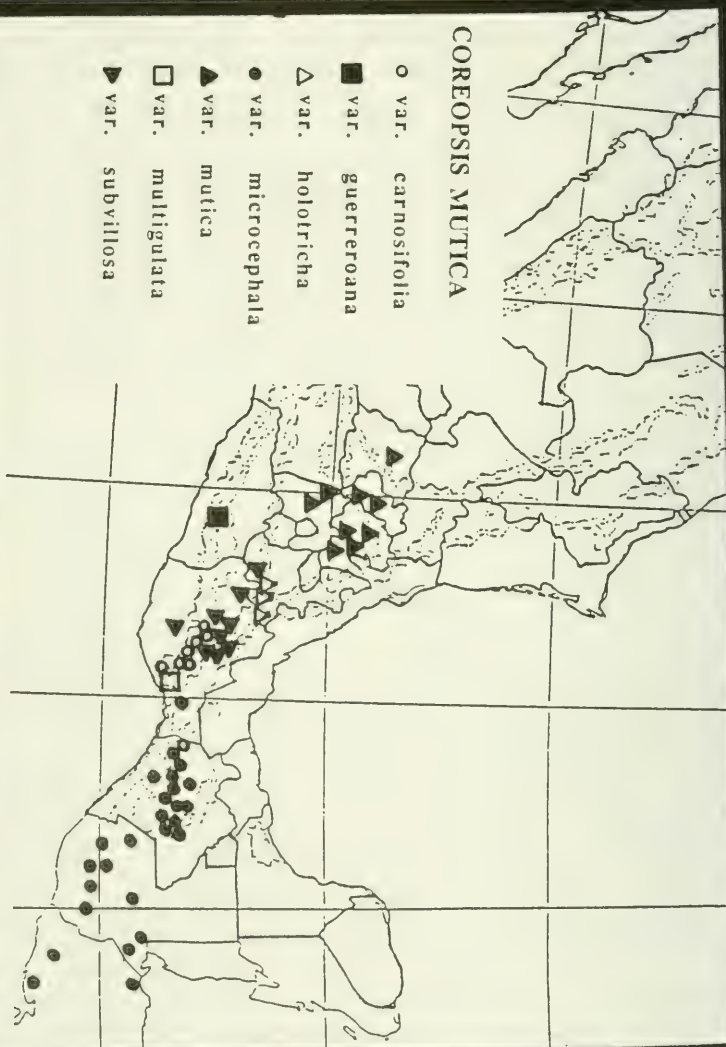 COREOPSIS MUTICA
var. carnosifolia
var. guerreroana
var. holotricha
var. microcephala
var. mutica
var. multigulata
var. subvillosa